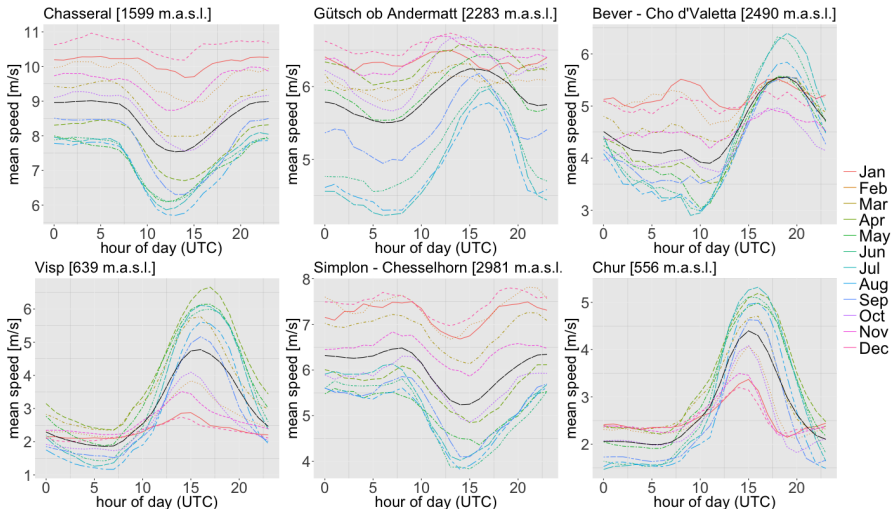 Chasseral [1599 m.a.s.l.]
Gütsch ob Andermatt [2283 m.a.s.l.]
Bever - Cho d'Valetta [2490 m.a.s.l.]
mean speed [m/s]
11
10
9
8
7
6
0
5
10
15
20
hour of day (UTC)
mean speed [m/s]
6
5
0
5
10
15
20
hour of day (UTC)
mean speed [m/s]
6
5
4
3
0
5
10
15
20
hour of day (UTC)
Jan
Feb
Mar
Apr
May
Jun
Jul
Aug
Sep
Oct
Nov
Dec
Visp [639 m.a.s.l.]
Simplon - Chesselhorn [2981 m.a.s.l.
Chur [556 m.a.s.l.]
mean speed [m/s]
6
5
4
3
2
1
0
5
10
15
20
hour of day (UTC)
mean speed [m/s]
8
7
6
5
4
0
5
10
15
20
hour of day (UTC)
mean speed [m/s]
5
4
3
2
0
5
10
15
20
hour of day (UTC)